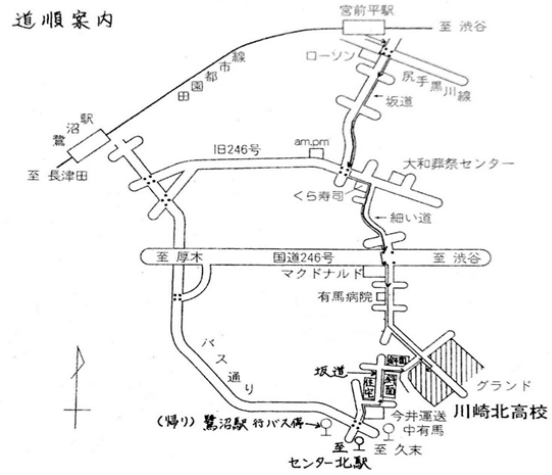 道順案内
宮前平駅
至 渋谷
ローソン
尻手黒川線
坂道
田園都市線
鷺沼駅
至 長津田
旧246号
am.pm
大和葬祭センター
くら寿司
細い道
至 厚木
国道246号
至 渋谷
マクドナルド
有馬病院
バス通り
坂道
住宅
グランド
川崎北高校
今井運送
中有馬
(帰り) 鷺沼駅行バス停
至 久末
至
センター北駅